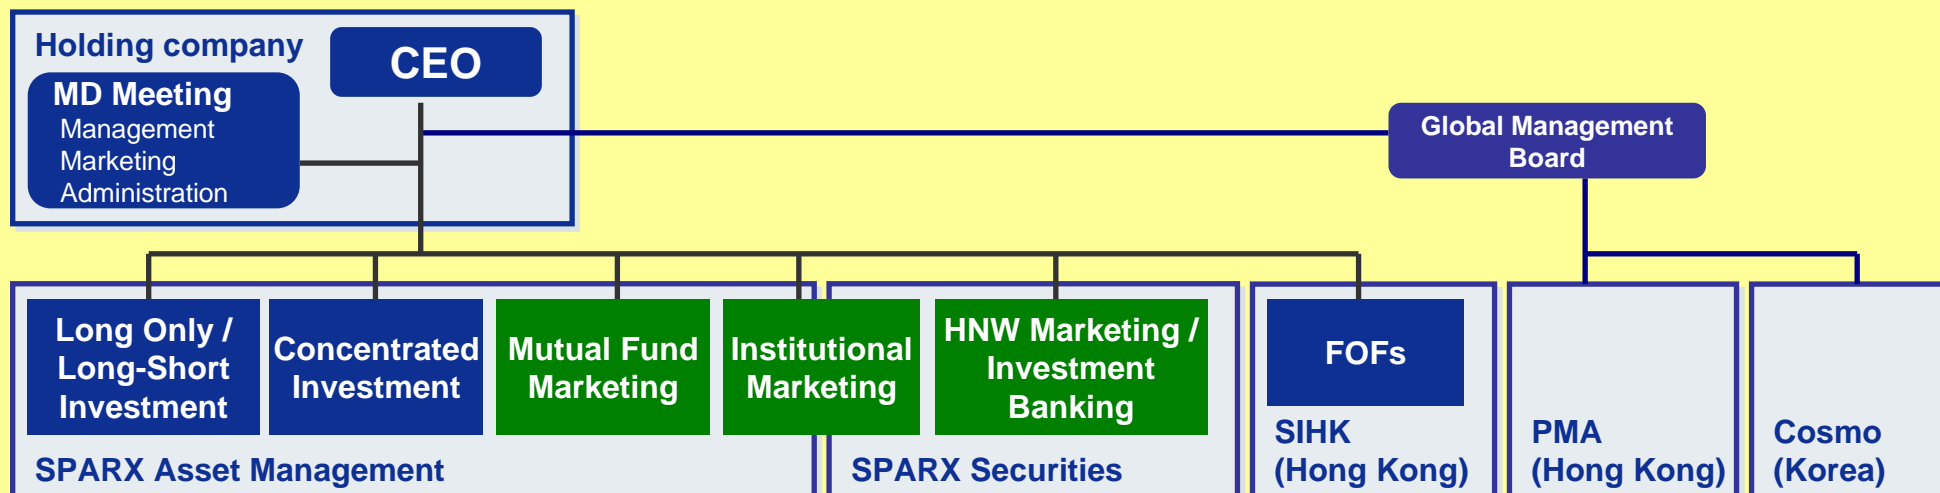 Holding company
CEO
MD Meeting
Management
Marketing
Administration
Global Management
Board
Long Only /
Long-Short
Investment
Concentrated
Investment
Mutual Fund
Marketing
Institutional
Marketing
HNW Marketing /
Investment
Banking
FOFs
SPARX Asset Management
SPARX Securities
SIHK
(Hong Kong)
PMA
(Hong Kong)
Cosmo
(Korea)